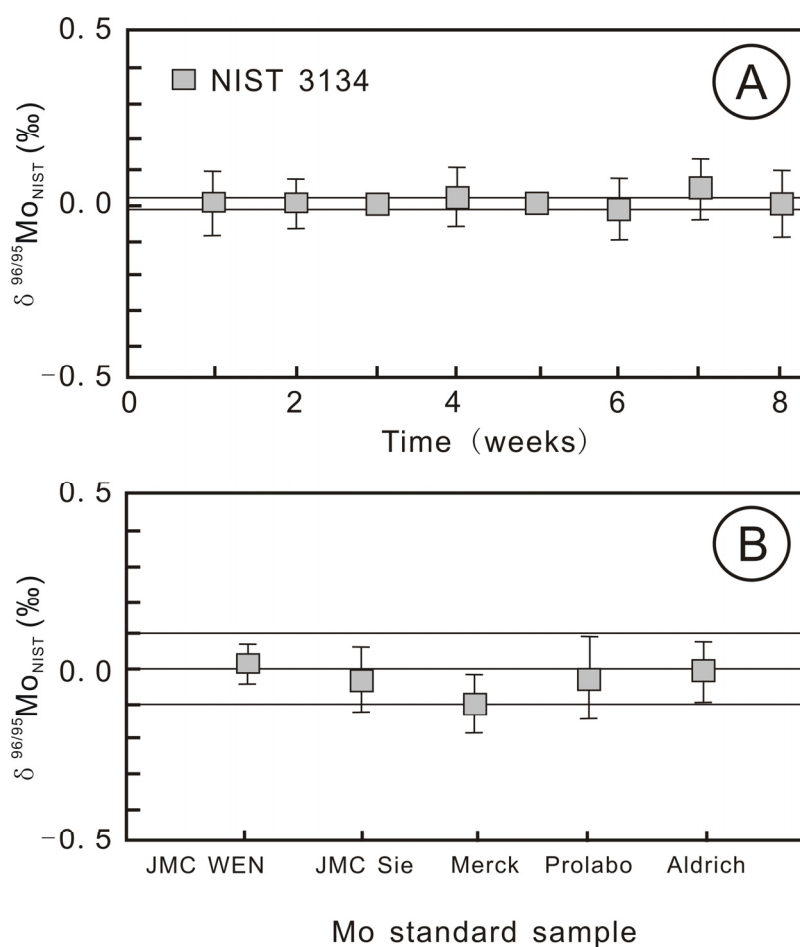 0.5
NIST 3134
A
0.0
−0.5
δ 96/95MoNIST (‰)
0 2 4 6 8
Time (weeks)
0.5
B
0.0
−0.5
δ 96/95MoNIST (‰)
JMC WEN JMC Sie Merck Prolabo Aldrich
Mo standard sample